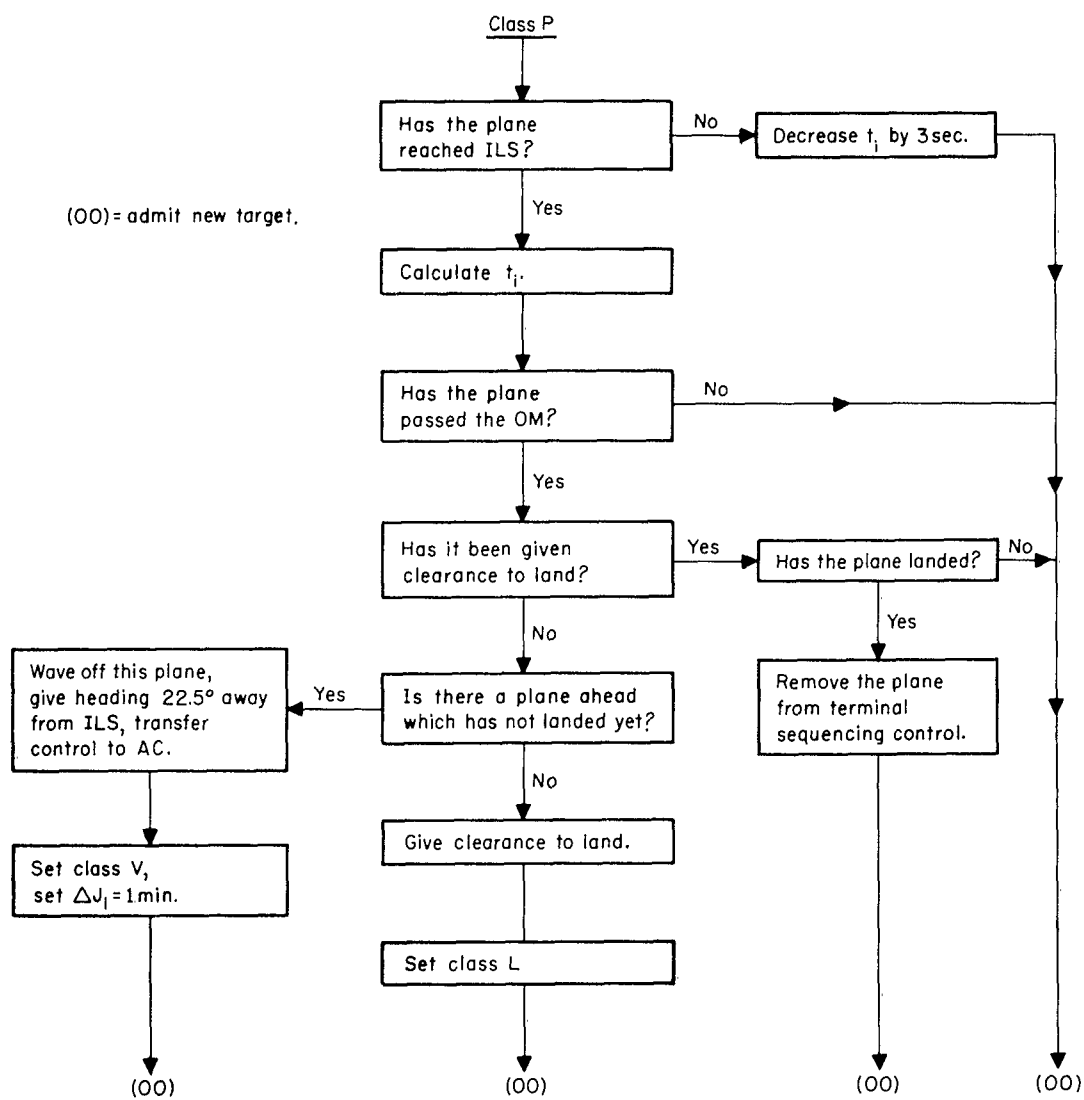 Class P
Has the plane
reached ILS?
No
Decrease tᵢ by 3 sec.
(OO) = admit new target.
Yes
Calculate tᵢ.
Has the plane
passed the OM?
No
Yes
Has it been given
clearance to land?
Yes
Has the plane landed?
No
No
Yes
Wave off this plane,
give heading 22.5° away
from ILS, transfer
control to AC.
Yes
Is there a plane ahead
which has not landed yet?
Remove the plane
from terminal
sequencing control.
No
Give clearance to land.
Set class V,
set ΔJᵢ = 1 min.
Set class L
(OO)
(OO)
(OO)
(OO)